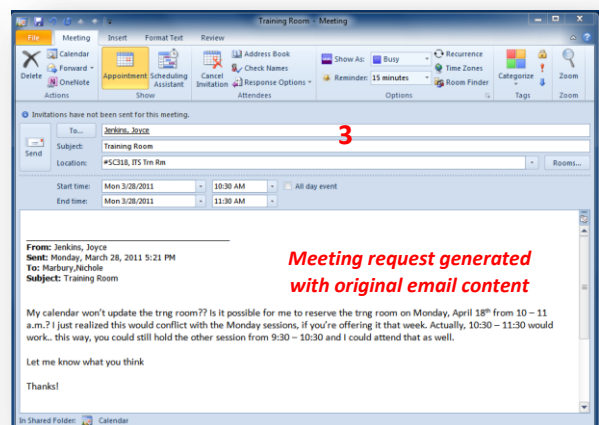 Training Room - Meeting
File Meeting Insert Format Text Review
Delete
Calendar
Forward
OneNote
Actions
Appointment
Scheduling Assistant
Show
Cancel Invitation
Address Book
Check Names
Response Options
Attendees
Show As: Busy
Reminder: 15 minutes
Recurrence
Time Zones
Room Finder
Options
Categorize
Tags
Zoom
Zoom
Invitations have not been sent for this meeting.
Send
To... Jenkins, Joyce
3
Subject: Training Room
Location: #SC318, ITS Trn Rm Rooms...
Start time: Mon 3/28/2011 10:30 AM All day event
End time: Mon 3/28/2011 11:30 AM
From: Jenkins, Joyce
Sent: Monday, March 28, 2011 5:21 PM
To: Marbury,Nichole
Subject: Training Room
Meeting request generated
with original email content
My calendar won't update the trng room?? Is it possible for me to reserve the trng room on Monday, April 18th from 10 – 11
a.m.? I just realized this would conflict with the Monday sessions, if you're offering it that week. Actually, 10:30 – 11:30 would
work.. this way, you could still hold the other session from 9:30 – 10:30 and I could attend that as well.
Let me know what you think
Thanks!
In Shared Folder: Calendar